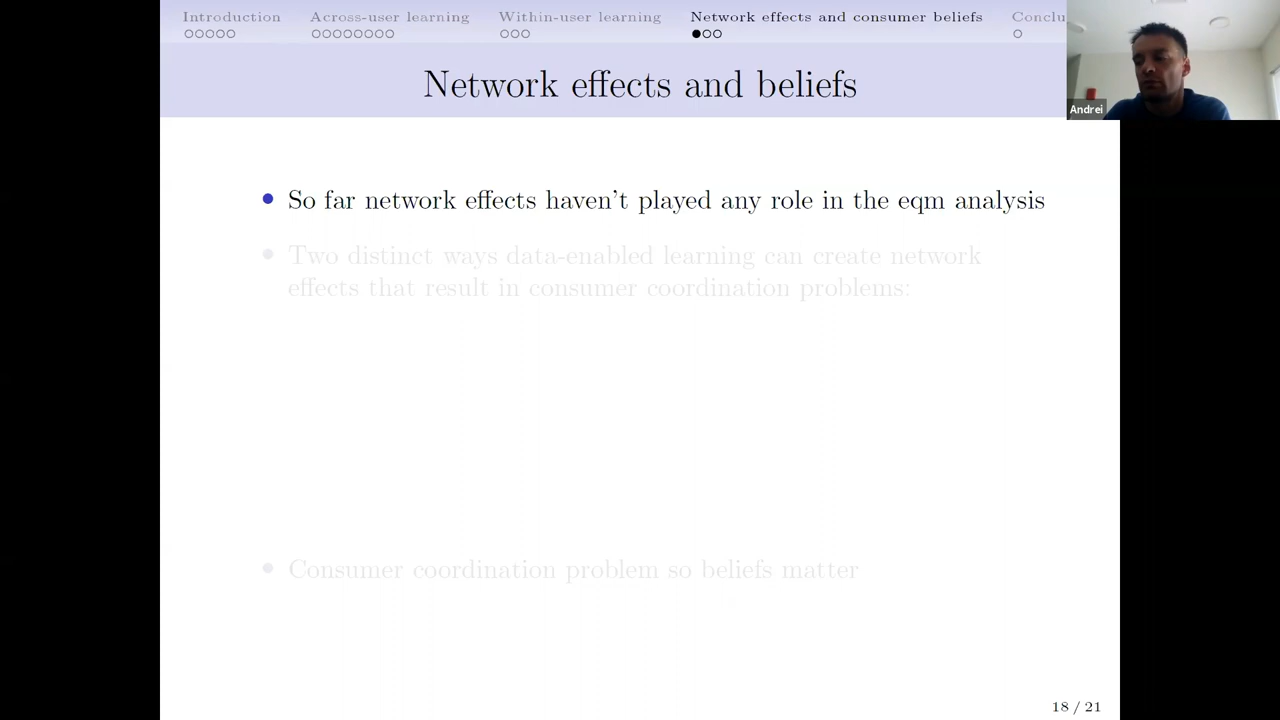 Introduction Across-user learning Within-user learning Network effects and consumer beliefs Conclu
Andrei
Network effects and beliefs
So far network effects haven't played any role in the eqm analysis
Two distinct ways data-enabled learning can create network
effects that result in consumer coordination problems:
Consumer coordination problem so beliefs matter
18 / 21